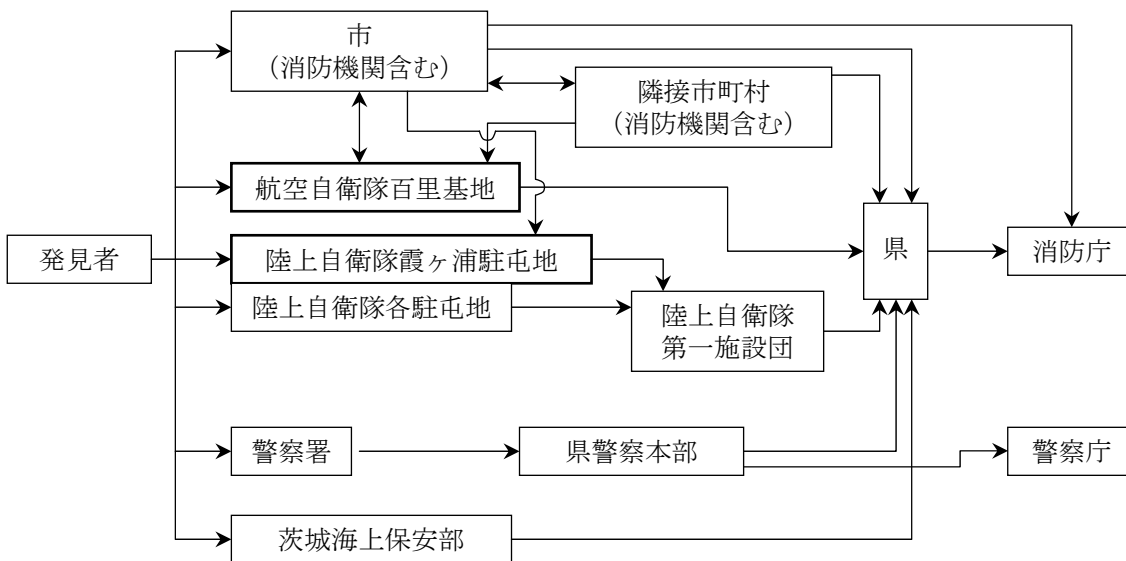 市
（消防機関含む）
隣接市町村
（消防機関含む）
航空自衛隊百里基地
発見者
陸上自衛隊霞ヶ浦駐屯地
県
消防庁
陸上自衛隊各駐屯地
陸上自衛隊
第一施設団
警察署
県警察本部
警察庁
茨城海上保安部